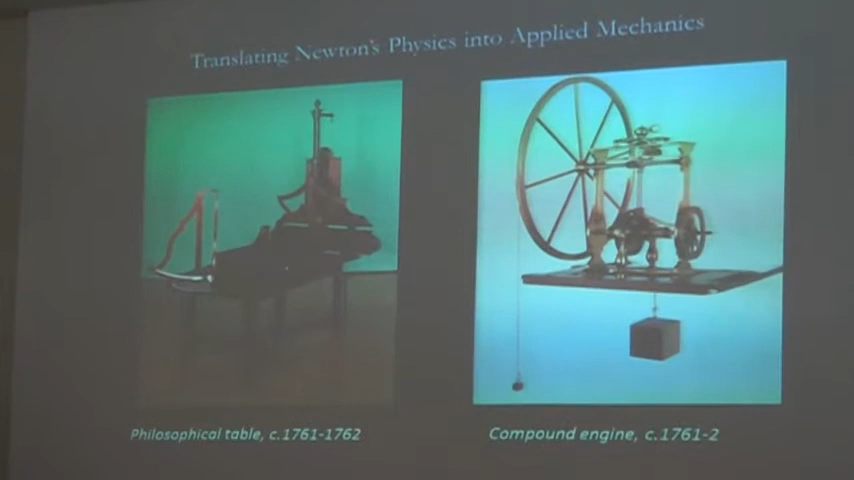 Translating Newton's Physics into Applied Mechanics
Philosophical table, c.1761-1762
Compound engine, c.1761-2